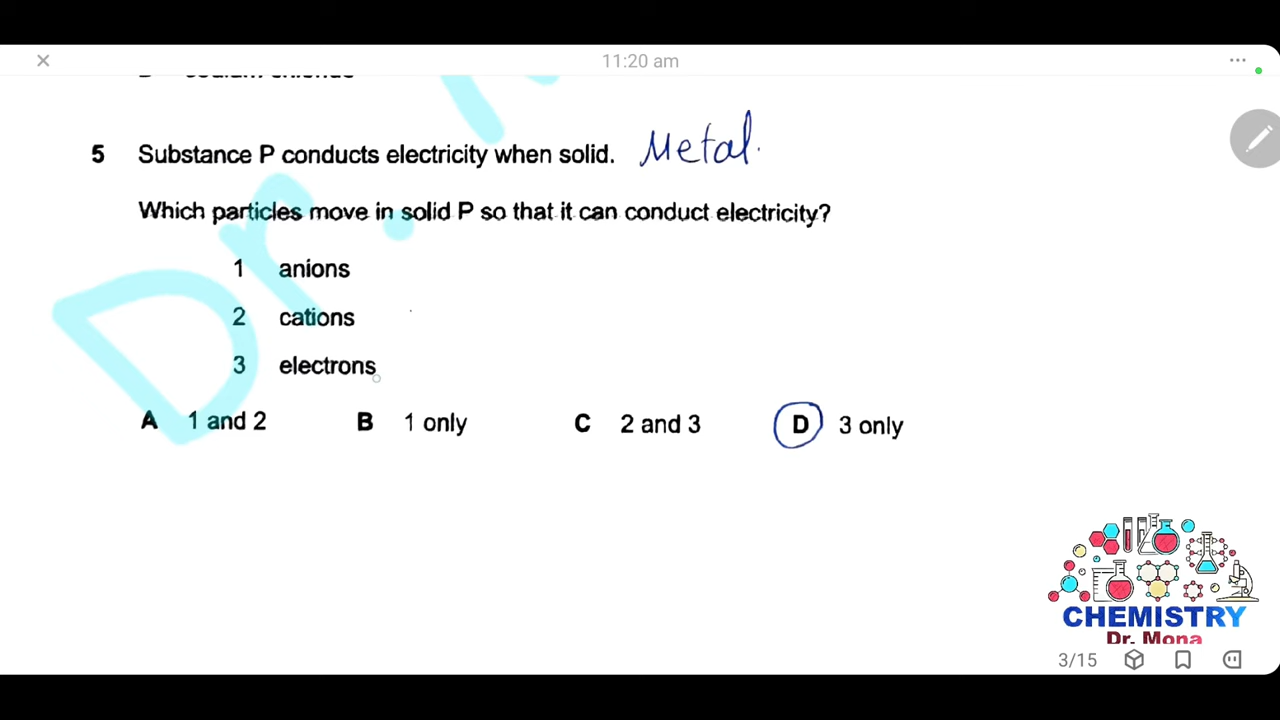 11:20 am
5 Substance P conducts electricity when solid. Metal.
Which particles move in solid P so that it can conduct electricity?
1 anions
2 cations
3 electrons
A 1 and 2 B 1 only C 2 and 3 D 3 only
Dr.
CHEMISTRY
Dr. Mona
3/15